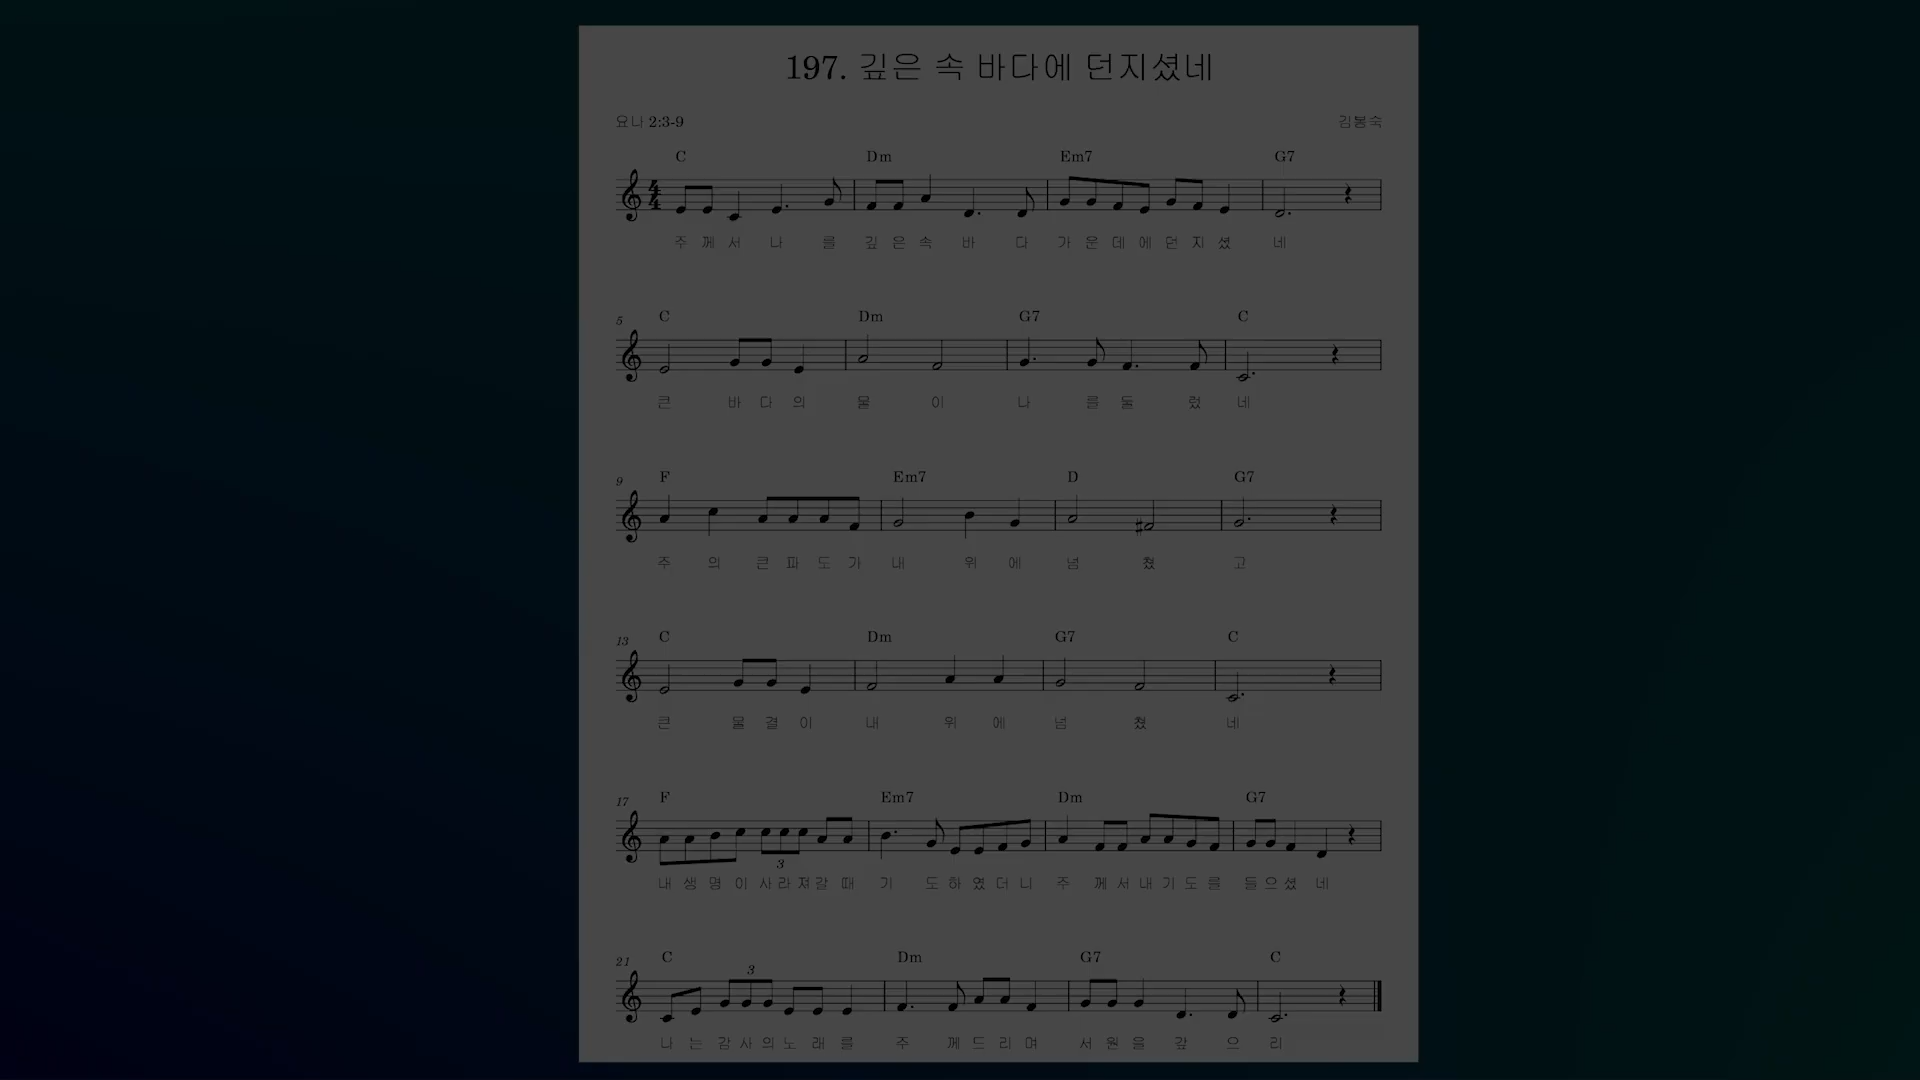 197. 깊은 속 바다에 던지셨네
요나 2:3-9 김봉숙
C Dm Em7 G7
4 4
주 께 서 나 를 깊 은 속 바 다 가 운 데 에 던 지 셨 네
5 C Dm G7 C
큰 바 다 의 물 이 나 를 둘 렀 네
9 F Em7 D G7
주 의 큰 파 도 가 내 위 에 넘 쳤 고
13 C Dm G7 C
큰 물 결 이 내 위 에 넘 쳤 네
17 F Em7 Dm G7
3
내 생 명 이 사 라 져 갈 때 기 도 하 였 더 니 주 께 서 내 기 도 를 들 으 셨 네
21 C 3 Dm G7 C
나 는 감 사 의 노 래 를 주 께 드 리 며 서 원 을 갚 으 리